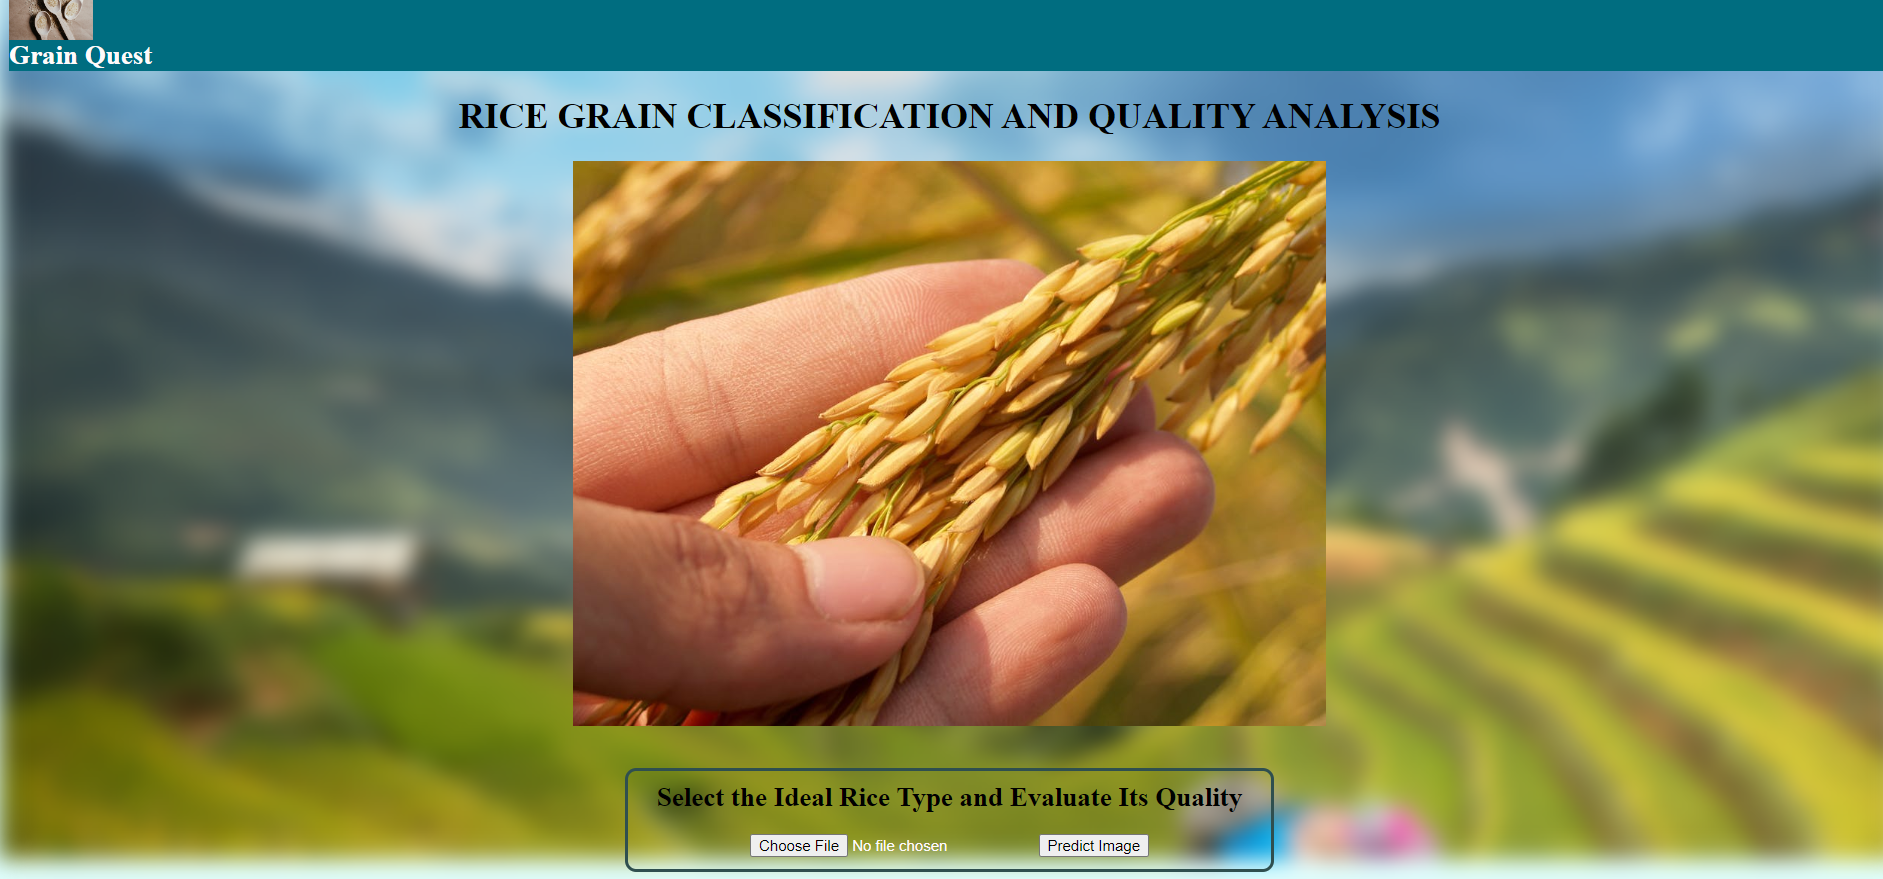 Grain Quest
RICE GRAIN CLASSIFICATION AND QUALITY ANALYSIS
Select the Ideal Rice Type and Evaluate Its Quality
Choose File No file chosen Predict Image